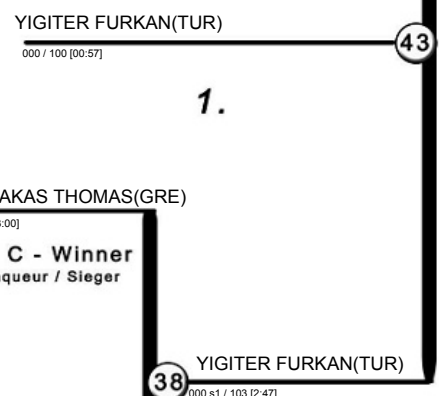 YIGITER FURKAN(TUR)
43
000 / 100 [00:57]
1.
AKAS THOMAS(GRE)
:00]
C - Winner
queur / Sieger
YIGITER FURKAN(TUR)
38
000 s1 / 103 [2:47]